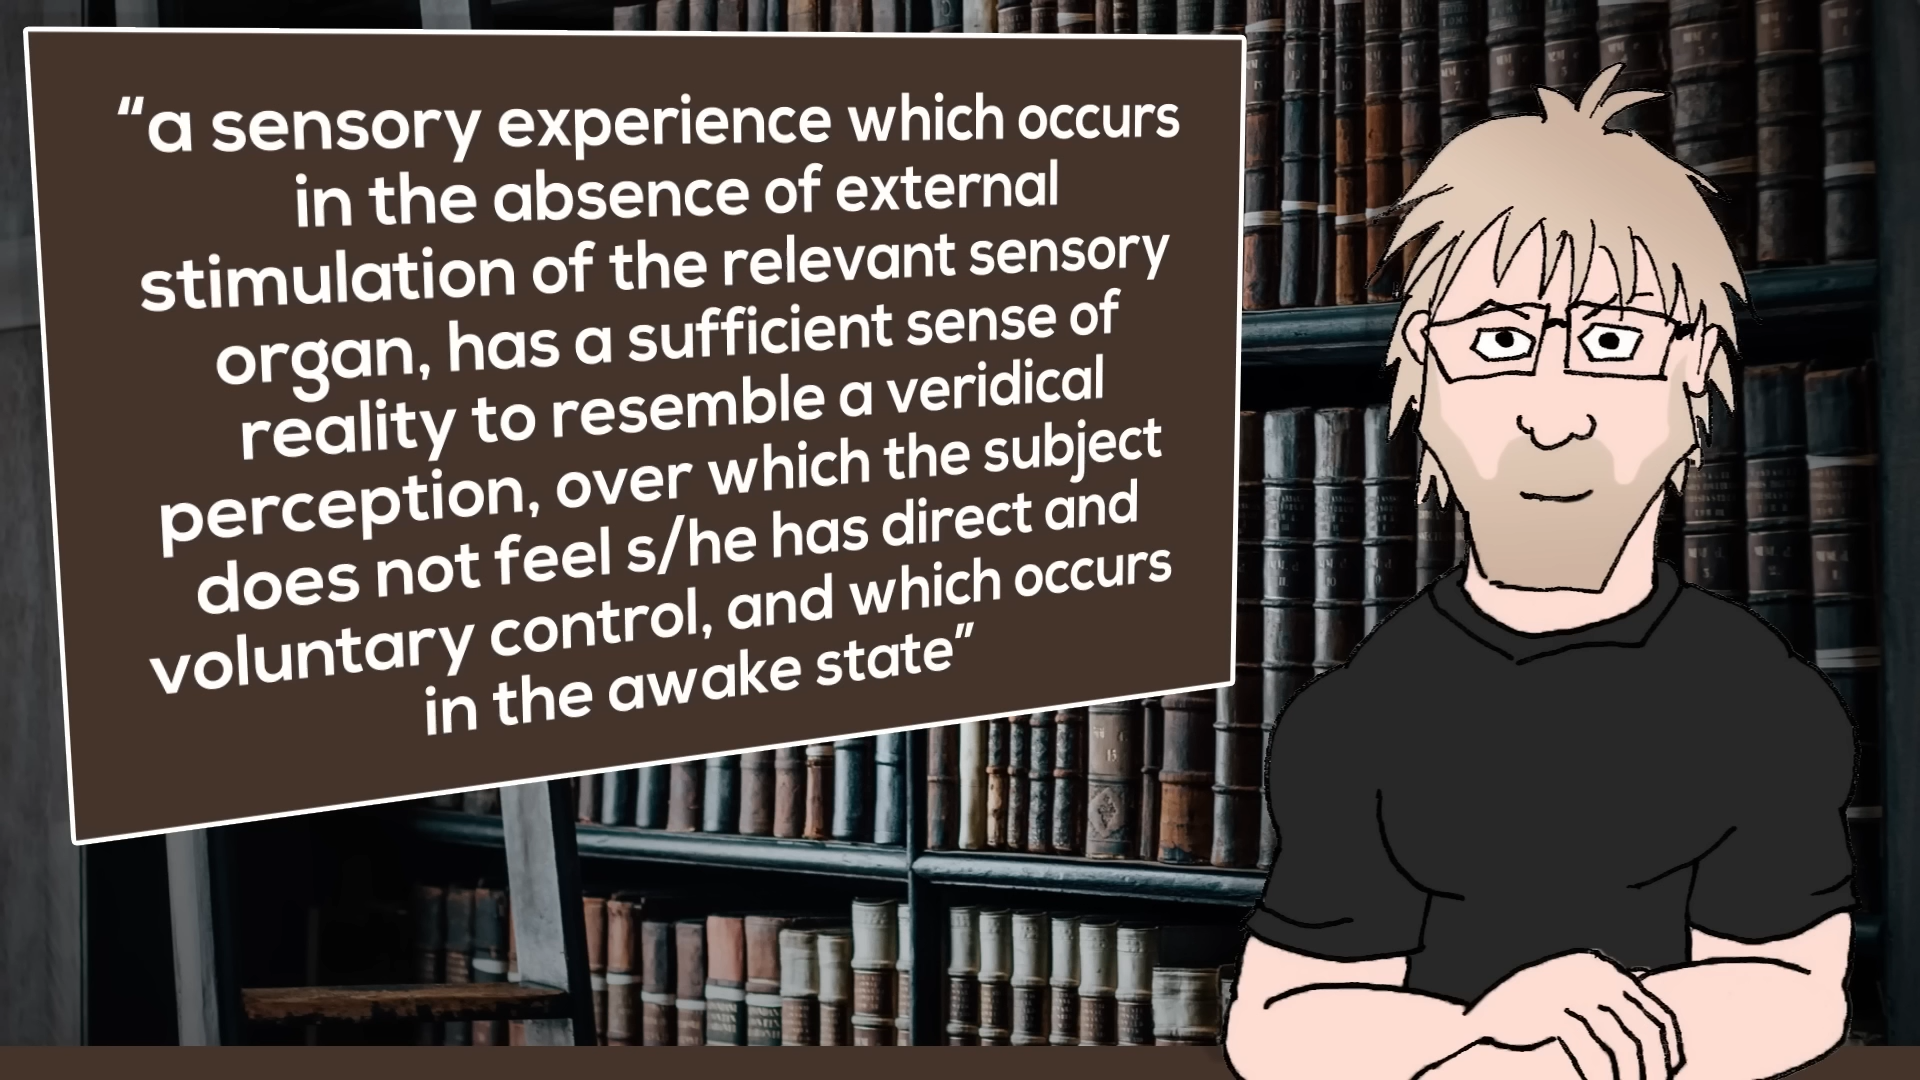 “a sensory experience which occurs
in the absence of external
stimulation of the relevant sensory
organ, has a sufficient sense of
reality to resemble a veridical
perception, over which the subject
does not feel s/he has direct and
voluntary control, and which occurs
in the awake state”